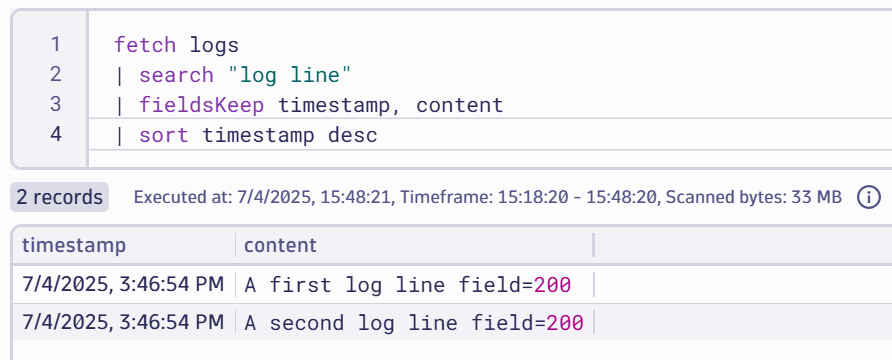 1 fetch logs
2 | search "log line"
3 | fieldsKeep timestamp, content
4 | sort timestamp desc
2 records Executed at: 7/4/2025, 15:48:21, Timeframe: 15:18:20 - 15:48:20, Scanned bytes: 33 MB
timestamp content
7/4/2025, 3:46:54 PM A first log line field=200
7/4/2025, 3:46:54 PM A second log line field=200